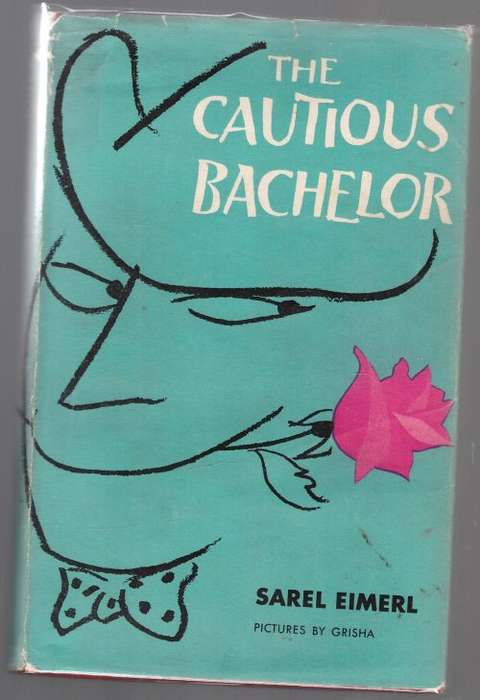 THE
CAUTIOUS
BACHELOR
SAREL EIMERL
PICTURES BY GRISHA